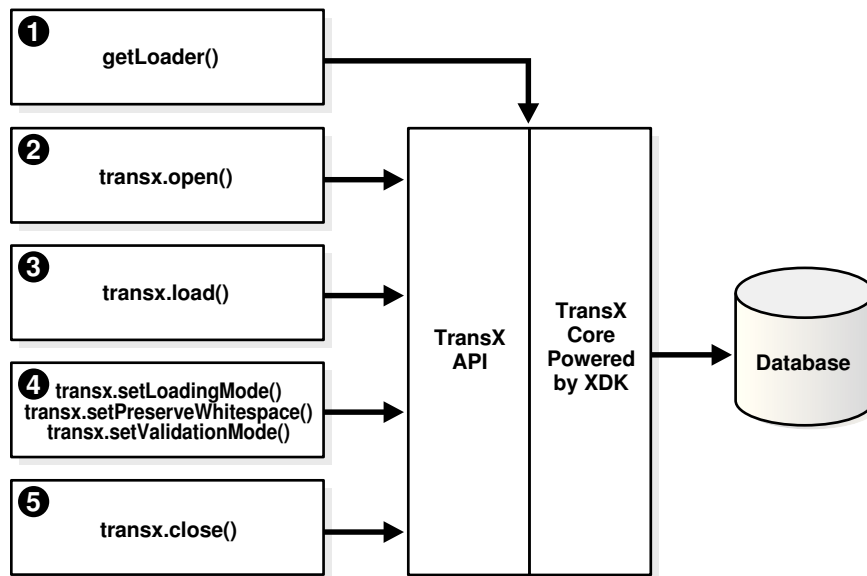 1
getLoader()
2
transx.open()
3
transx.load()
4
transx.setLoadingMode()
transx.setPreserveWhitespace()
transx.setValidationMode()
5
transx.close()
TransX
API
TransX
Core
Powered
by XDK
Database